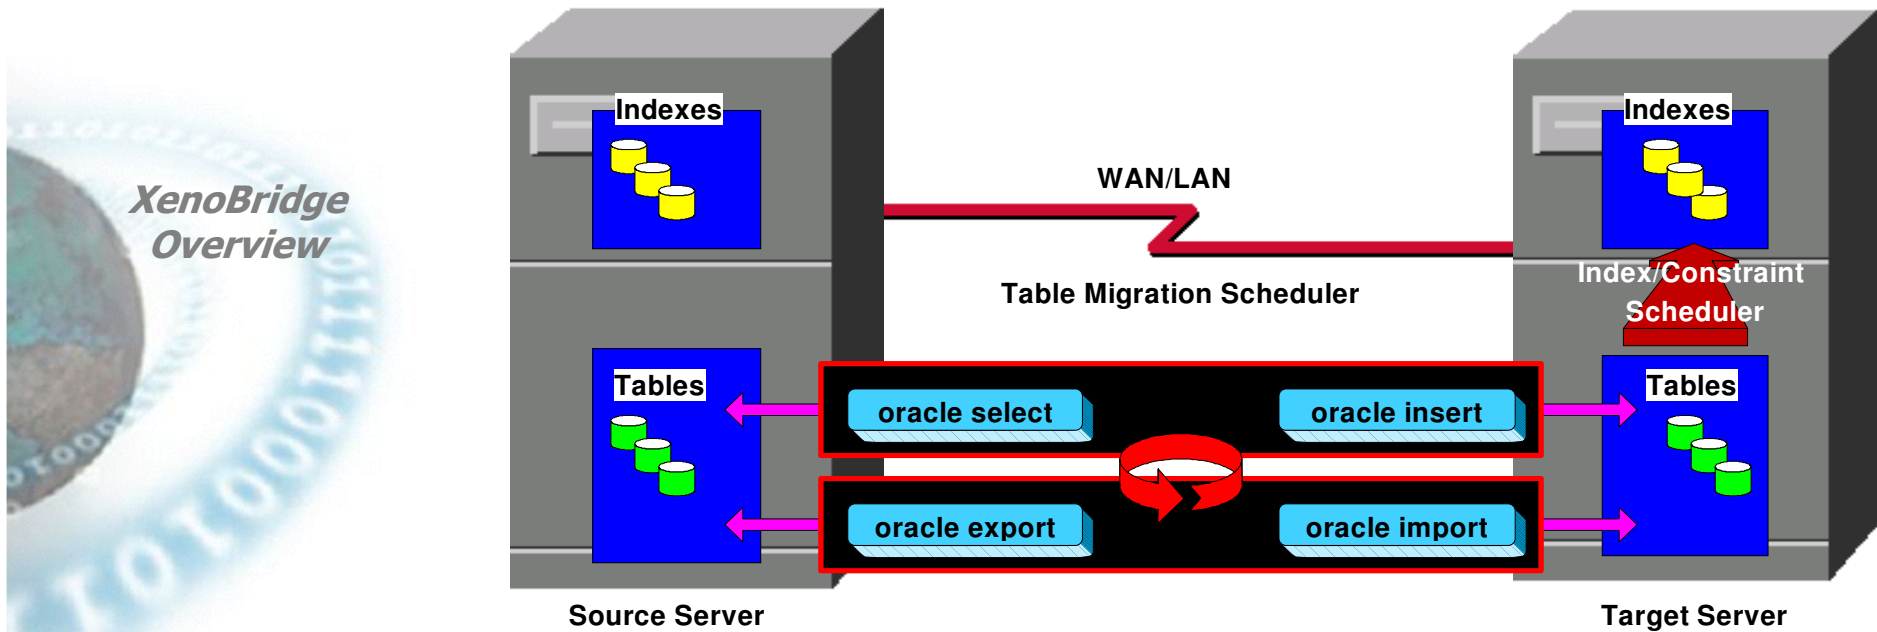 XenoBridge
Overview
Indexes
Indexes
WAN/LAN
Index/Constraint
Scheduler
Table Migration Scheduler
Tables
Tables
oracle select
oracle insert
oracle export
oracle import
Source Server
Target Server